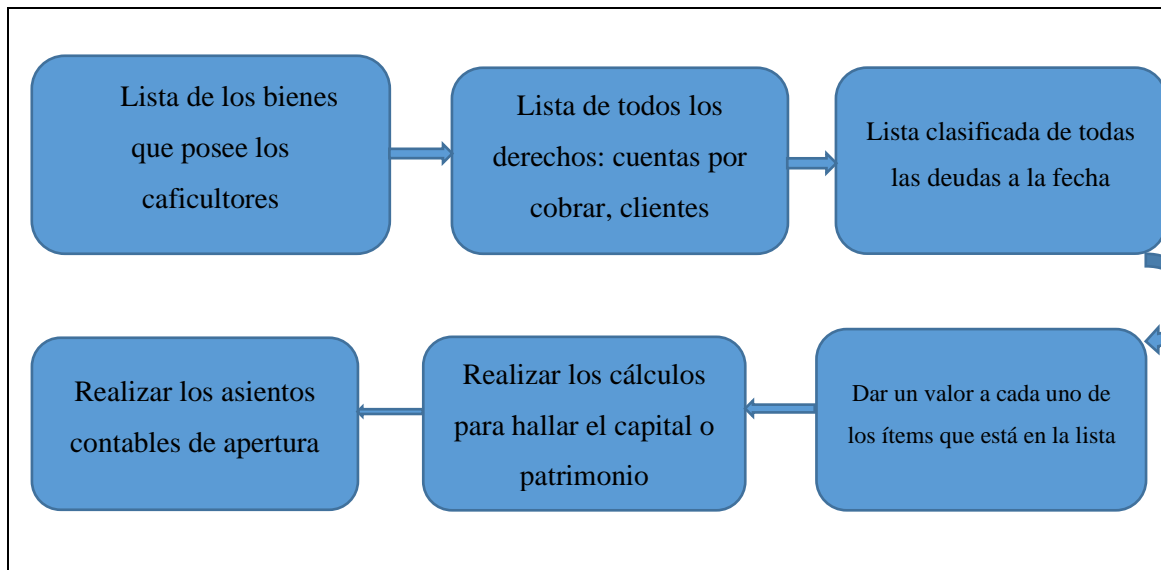 Lista de los bienes
que posee los
caficultores
Lista de todos los
derechos: cuentas por
cobrar, clientes
Lista clasificada de todas
las deudas a la fecha
Dar un valor a cada uno de
los ítems que está en la lista
Realizar los cálculos
para hallar el capital o
patrimonio
Realizar los asientos
contables de apertura